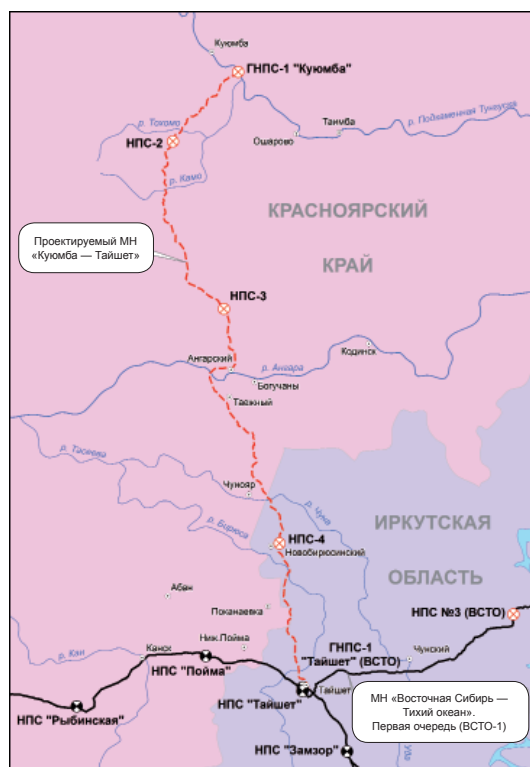 Куюмба
ГНПС-1 "Куюмба"
р. Тохомо
Таимба
р. Подкаменная Тунгуска
Ошарово
НПС-2
р. Камо
КРАСНОЯРСКИЙ
КРАЙ
Проектируемый МН
«Куюмба — Тайшет»
НПС-3
Ангарский
р. Ангара
Кодинск
Богучаны
Таежный
р. Тасеева
Чунояр
р. Чуна
р. Бирюса
ИРКУТСКАЯ
ОБЛАСТЬ
НПС-4
Новобирюсинский
Абан
Поканаевка
НПС №3 (ВСТО)
Ник.Пойма
ГНПС-1
"Тайшет" (ВСТО)
Чунский
р. Кан
Канск
НПС "Пойма"
Тайшет
НПС "Тайшет"
НПС "Рыбинская"
МН «Восточная Сибирь —
Тихий океан».
Первая очередь (ВСТО-1)
НПС "Замзор"
Уда